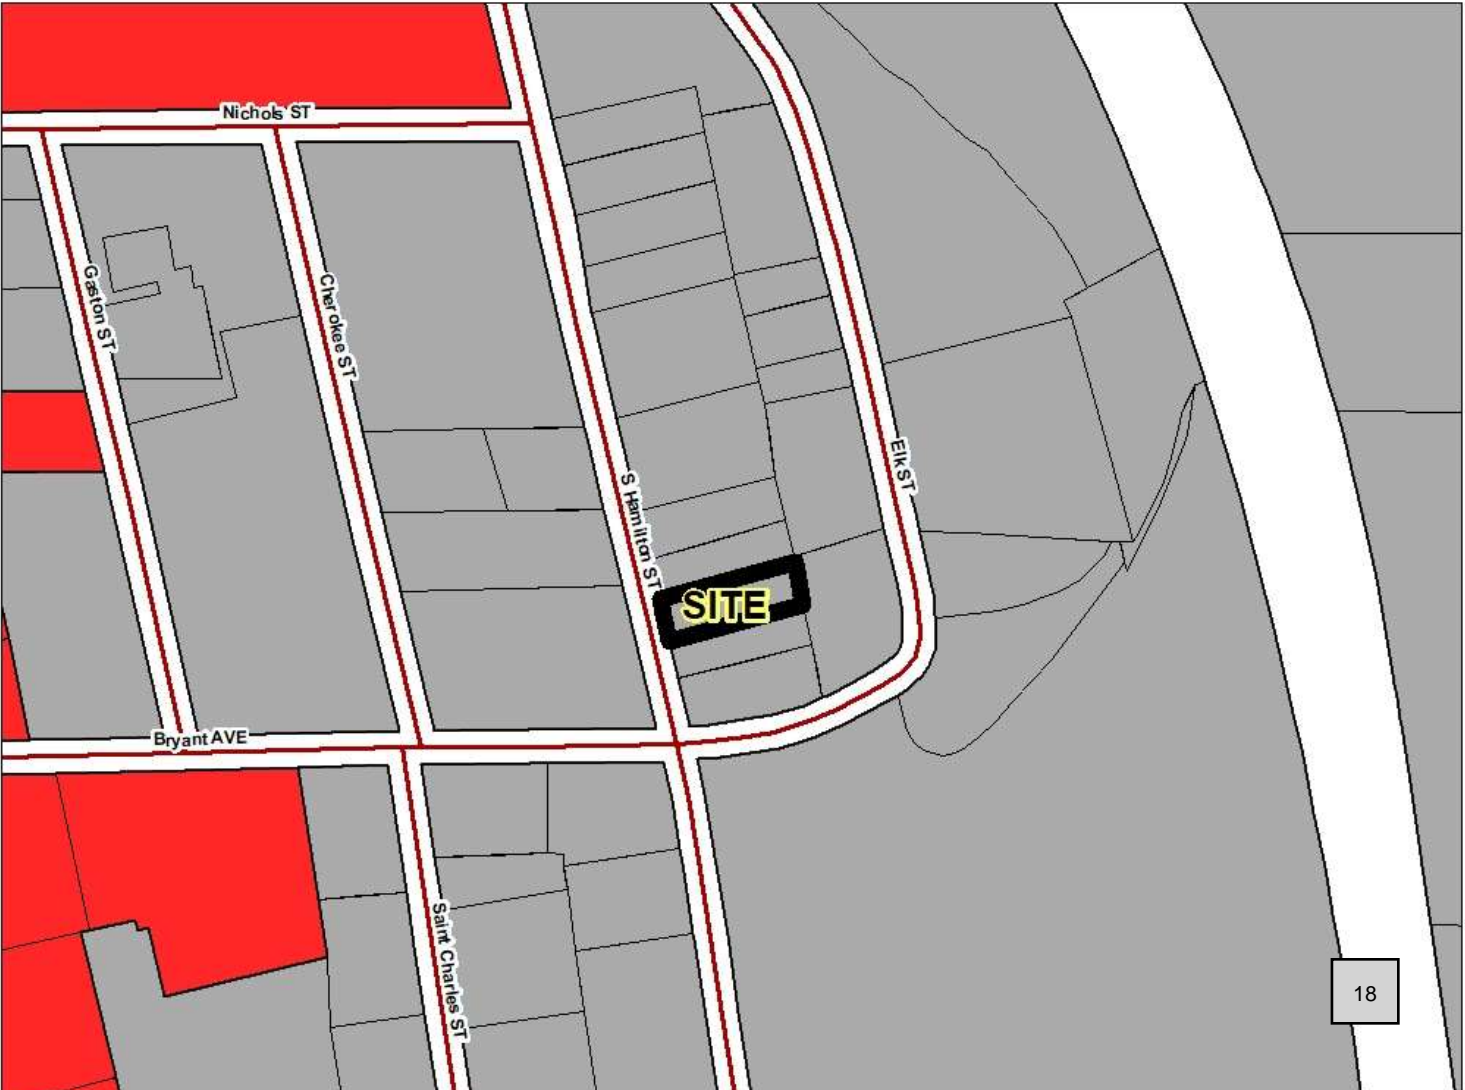 Nichols ST
Gaston ST
Cherokee ST
S Hamilton ST
Elk ST
SITE
Bryant AVE
Saint Charles ST
18